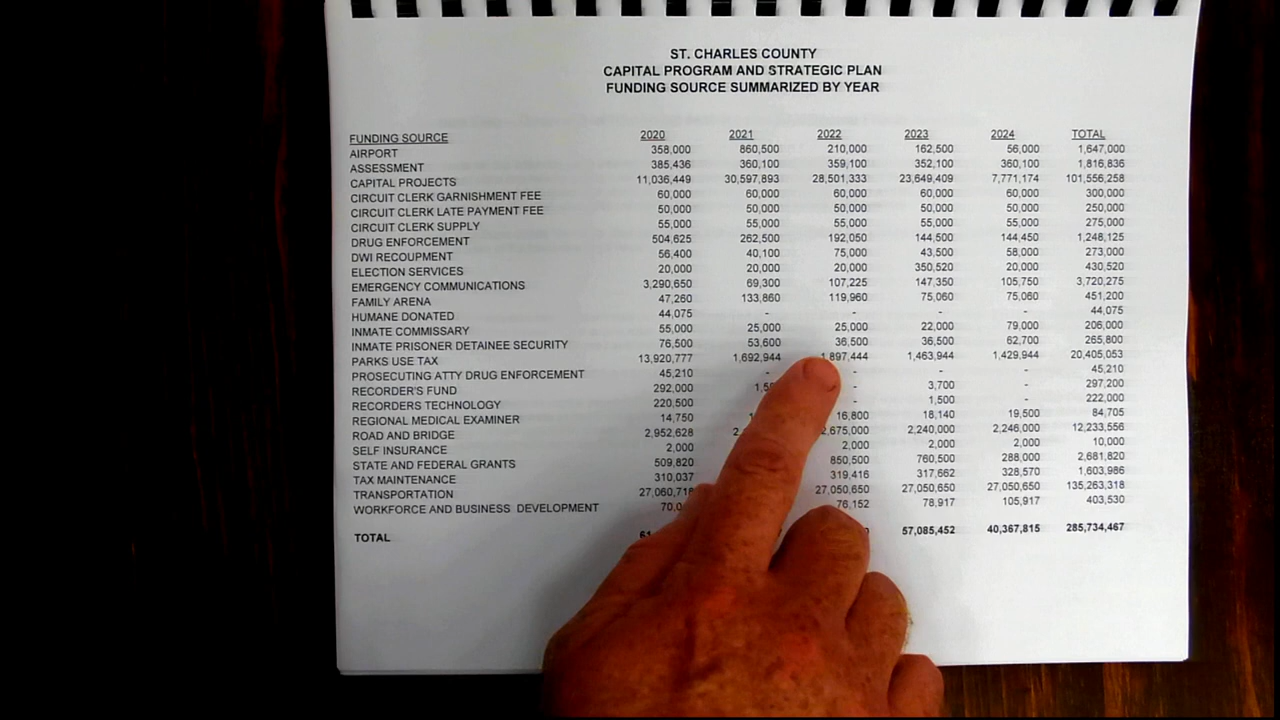 ST. CHARLES COUNTY
CAPITAL PROGRAM AND STRATEGIC PLAN
FUNDING SOURCE SUMMARIZED BY YEAR
FUNDING SOURCE 2020 2021 2022 2023 2024 TOTAL
AIRPORT 358,000 860,500 210,000 162,500 56,000 1,647,000
ASSESSMENT 385,436 360,100 359,100 352,100 360,100 1,816,836
CAPITAL PROJECTS 11,036,449 30,597,893 28,501,333 23,649,409 7,771,174 101,556,258
CIRCUIT CLERK GARNISHMENT FEE 60,000 60,000 60,000 60,000 60,000 300,000
CIRCUIT CLERK LATE PAYMENT FEE 50,000 50,000 50,000 50,000 50,000 250,000
CIRCUIT CLERK SUPPLY 55,000 55,000 55,000 55,000 55,000 275,000
DRUG ENFORCEMENT 504,625 262,500 192,050 144,500 144,450 1,248,125
DWI RECOUPMENT 56,400 40,100 75,000 43,500 58,000 273,000
ELECTION SERVICES 20,000 20,000 20,000 350,520 20,000 430,520
EMERGENCY COMMUNICATIONS 3,290,650 69,300 107,225 147,350 105,750 3,720,275
FAMILY ARENA 47,260 133,860 119,960 75,060 75,060 451,200
HUMANE DONATED 44,075 - - - - 44,075
INMATE COMMISSARY 55,000 25,000 25,000 22,000 79,000 206,000
INMATE PRISONER DETAINEE SECURITY 76,500 53,600 36,500 36,500 62,700 265,800
PARKS USE TAX 13,920,777 1,692,944 1,897,444 1,463,944 1,429,944 20,405,053
PROSECUTING ATTY DRUG ENFORCEMENT 45,210 - - - 45,210
RECORDER'S FUND 292,000 - 3,700 - 297,200
RECORDERS TECHNOLOGY 220,500 - 1,500 - 222,000
REGIONAL MEDICAL EXAMINER 14,750 16,800 18,140 19,500 84,705
ROAD AND BRIDGE 2,952,628 2,240,000 2,246,000 12,233,556
SELF INSURANCE 2,000 2,000 2,000 2,000 10,000
STATE AND FEDERAL GRANTS 509,820 850,500 760,500 288,000 2,681,820
TAX MAINTENANCE 310,037 319,416 317,662 328,570 1,603,986
TRANSPORTATION 27,060,718 27,050,650 27,050,650 27,050,650 135,263,318
WORKFORCE AND BUSINESS DEVELOPMENT 76,152 78,917 105,917 403,530
TOTAL 57,085,452 40,367,815 285,734,467